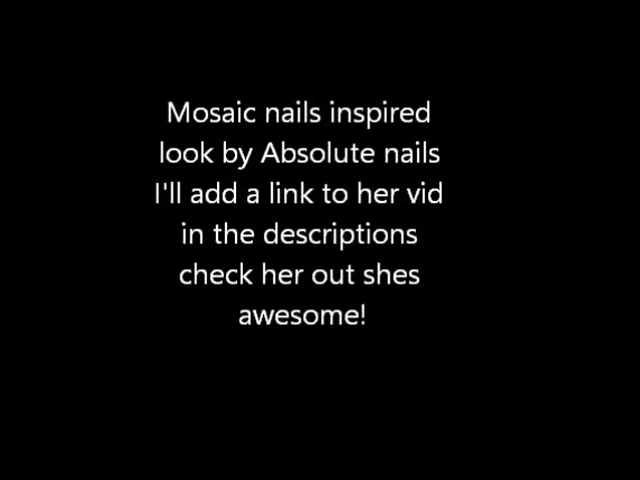 Mosaic nails inspired
look by Absolute nails
I'll add a link to her vid
in the descriptions
check her out shes
awesome!